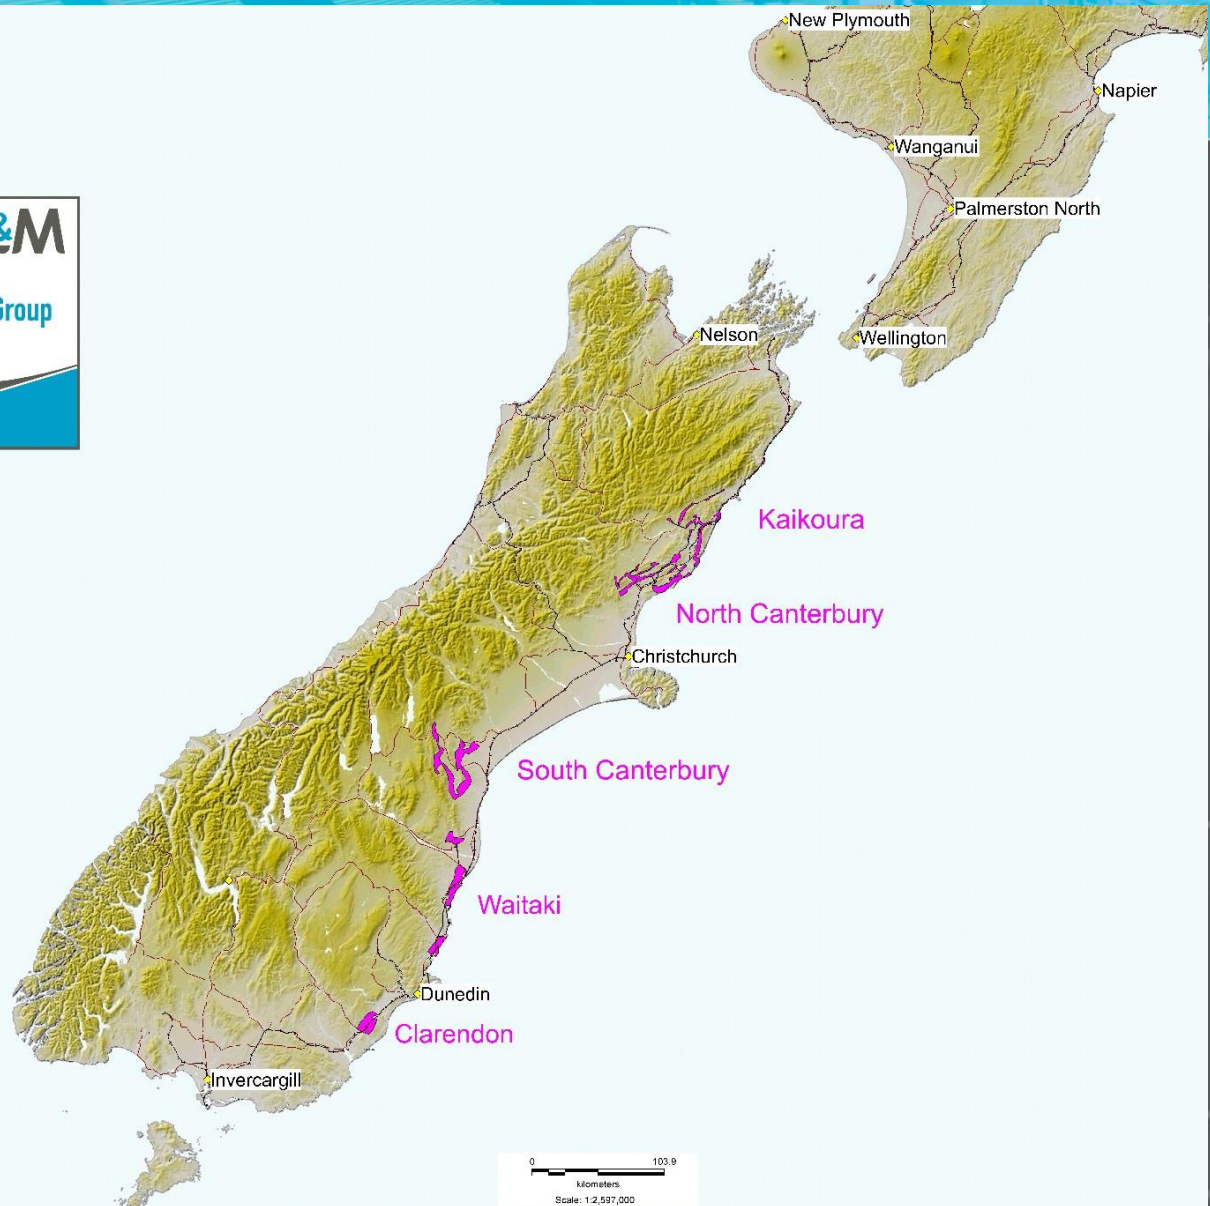 New Plymouth
Napier
Wanganui
Palmerston North
&M
Group
Nelson
Wellington
Kaikoura
North Canterbury
Christchurch
South Canterbury
Waitaki
Dunedin
Clarendon
Invercargill
0 103.9
kilometers
Scale: 1:2,597,000